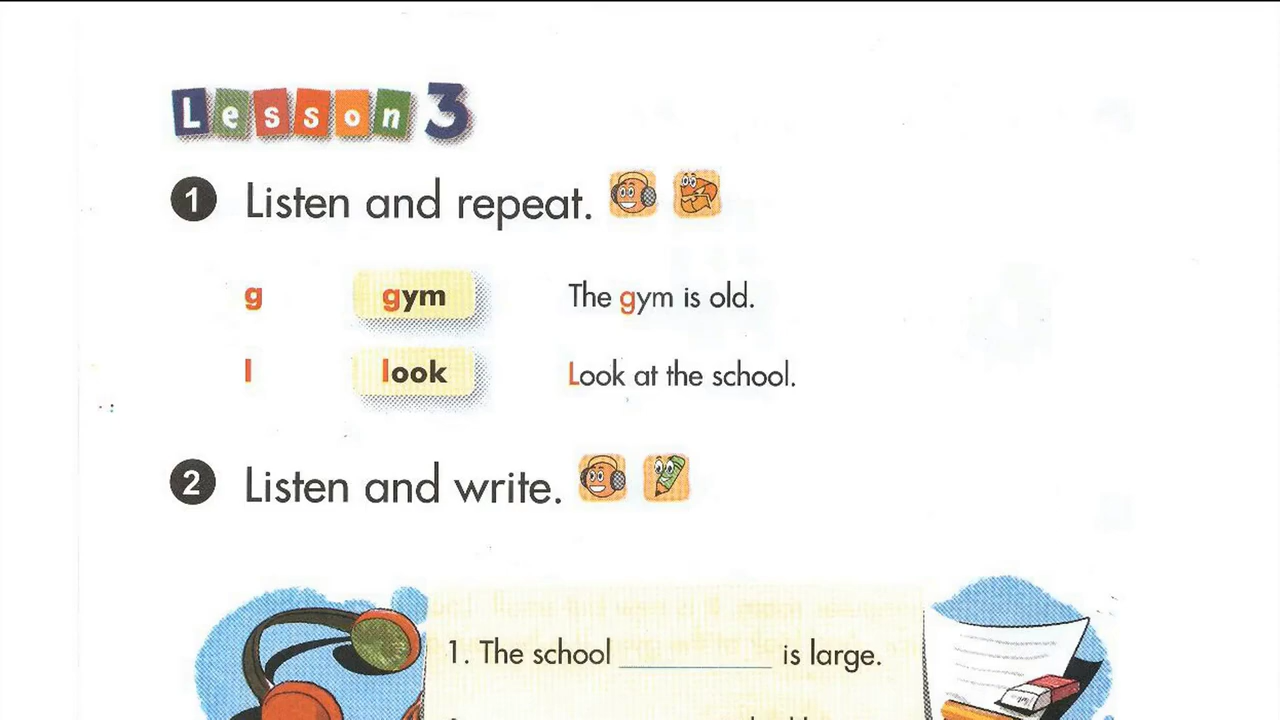 Lesson 3
1 Listen and repeat.
g gym The gym is old.
l look Look at the school.
2 Listen and write.
1. The school ________ is large.